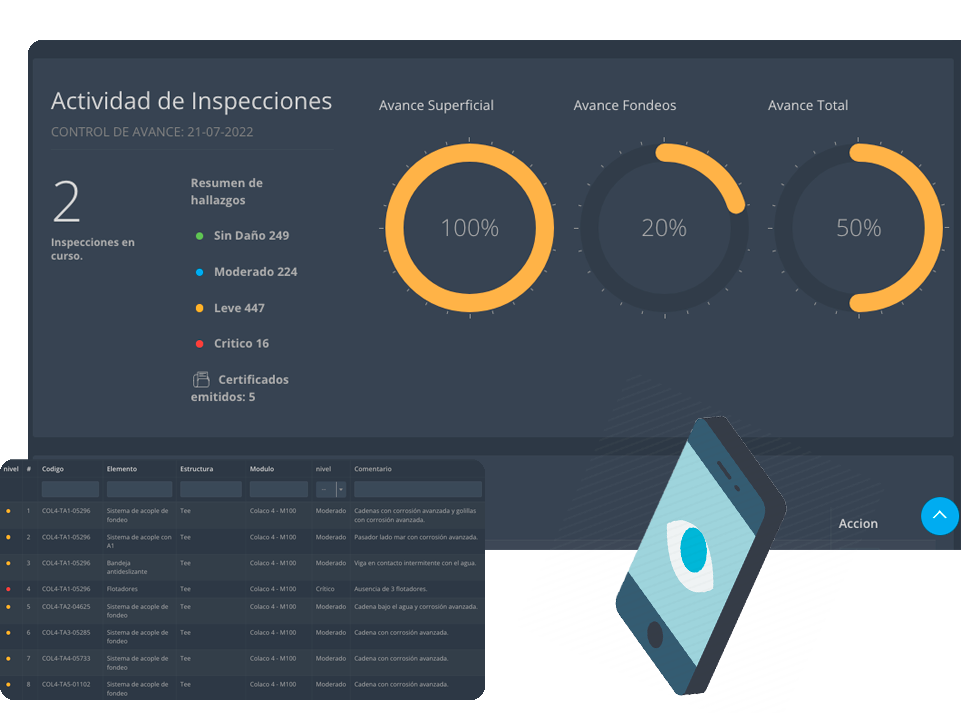 Actividad de Inspecciones
CONTROL DE AVANCE: 21-07-2022
2
Inspecciones en
curso.
Resumen de
hallazgos
Sin Daño 249
Moderado 224
Leve 447
Critico 16
Certificados
emitidos: 5
Avance Superficial
100%
Avance Fondeos
20%
Avance Total
50%
Accion
nivel # Codigo Elemento Estructura Modulo nivel Comentario
--
1 COL4-TA1-05296 Sistema de acople de fondeo Tee Colaco 4 - M100 Moderado Cadenas con corrosión avanzada y golillas con corrosión avanzada.
2 COL4-TA1-05296 Sistema de acople con A1 Tee Colaco 4 - M100 Moderado Pasador lado mar con corrosión avanzada.
3 COL4-TA1-05296 Bandeja antideslizante Tee Colaco 4 - M100 Moderado Viga en contacto intermitente con el agua.
4 COL4-TA1-05296 Flotadores Tee Colaco 4 - M100 Crítico Ausencia de 3 flotadores.
5 COL4-TA2-04625 Sistema de acople de fondeo Tee Colaco 4 - M100 Moderado Cadena bajo el agua y corrosión avanzada.
6 COL4-TA3-05285 Sistema de acople de fondeo Tee Colaco 4 - M100 Moderado Cadena con corrosión avanzada.
7 COL4-TA4-05733 Sistema de acople de fondeo Tee Colaco 4 - M100 Moderado Cadena con corrosión avanzada.
8 COL4-TA5-01102 Sistema de acople de fondeo Tee Colaco 4 - M100 Moderado Cadena con corrosión avanzada.